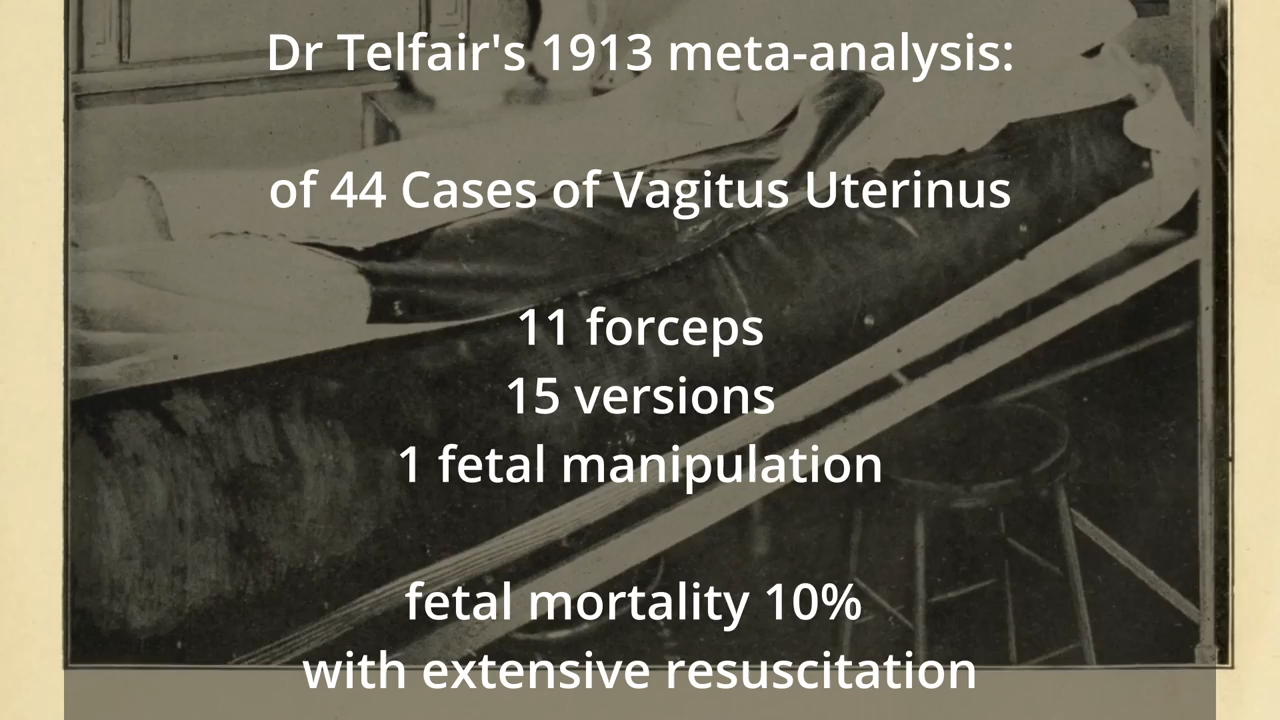 Dr Telfair's 1913 meta-analysis:
of 44 Cases of Vagitus Uterinus
11 forceps
15 versions
1 fetal manipulation
fetal mortality 10%
with extensive resuscitation